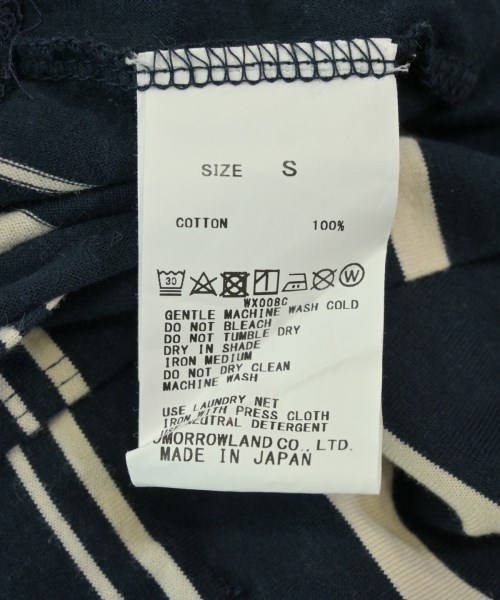 SIZE S
COTTON 100%
30 W
WX008C
GENTLE MACHINE WASH COLD
DO NOT BLEACH
DO NOT TUMBLE DRY
DRY IN SHADE
IRON MEDIUM
DO NOT DRY CLEAN
MACHINE WASH
USE LAUNDRY NET
IRON WITH PRESS CLOTH
USE NEUTRAL DETERGENT
JMORROWLAND CO., LTD.
MADE IN JAPAN